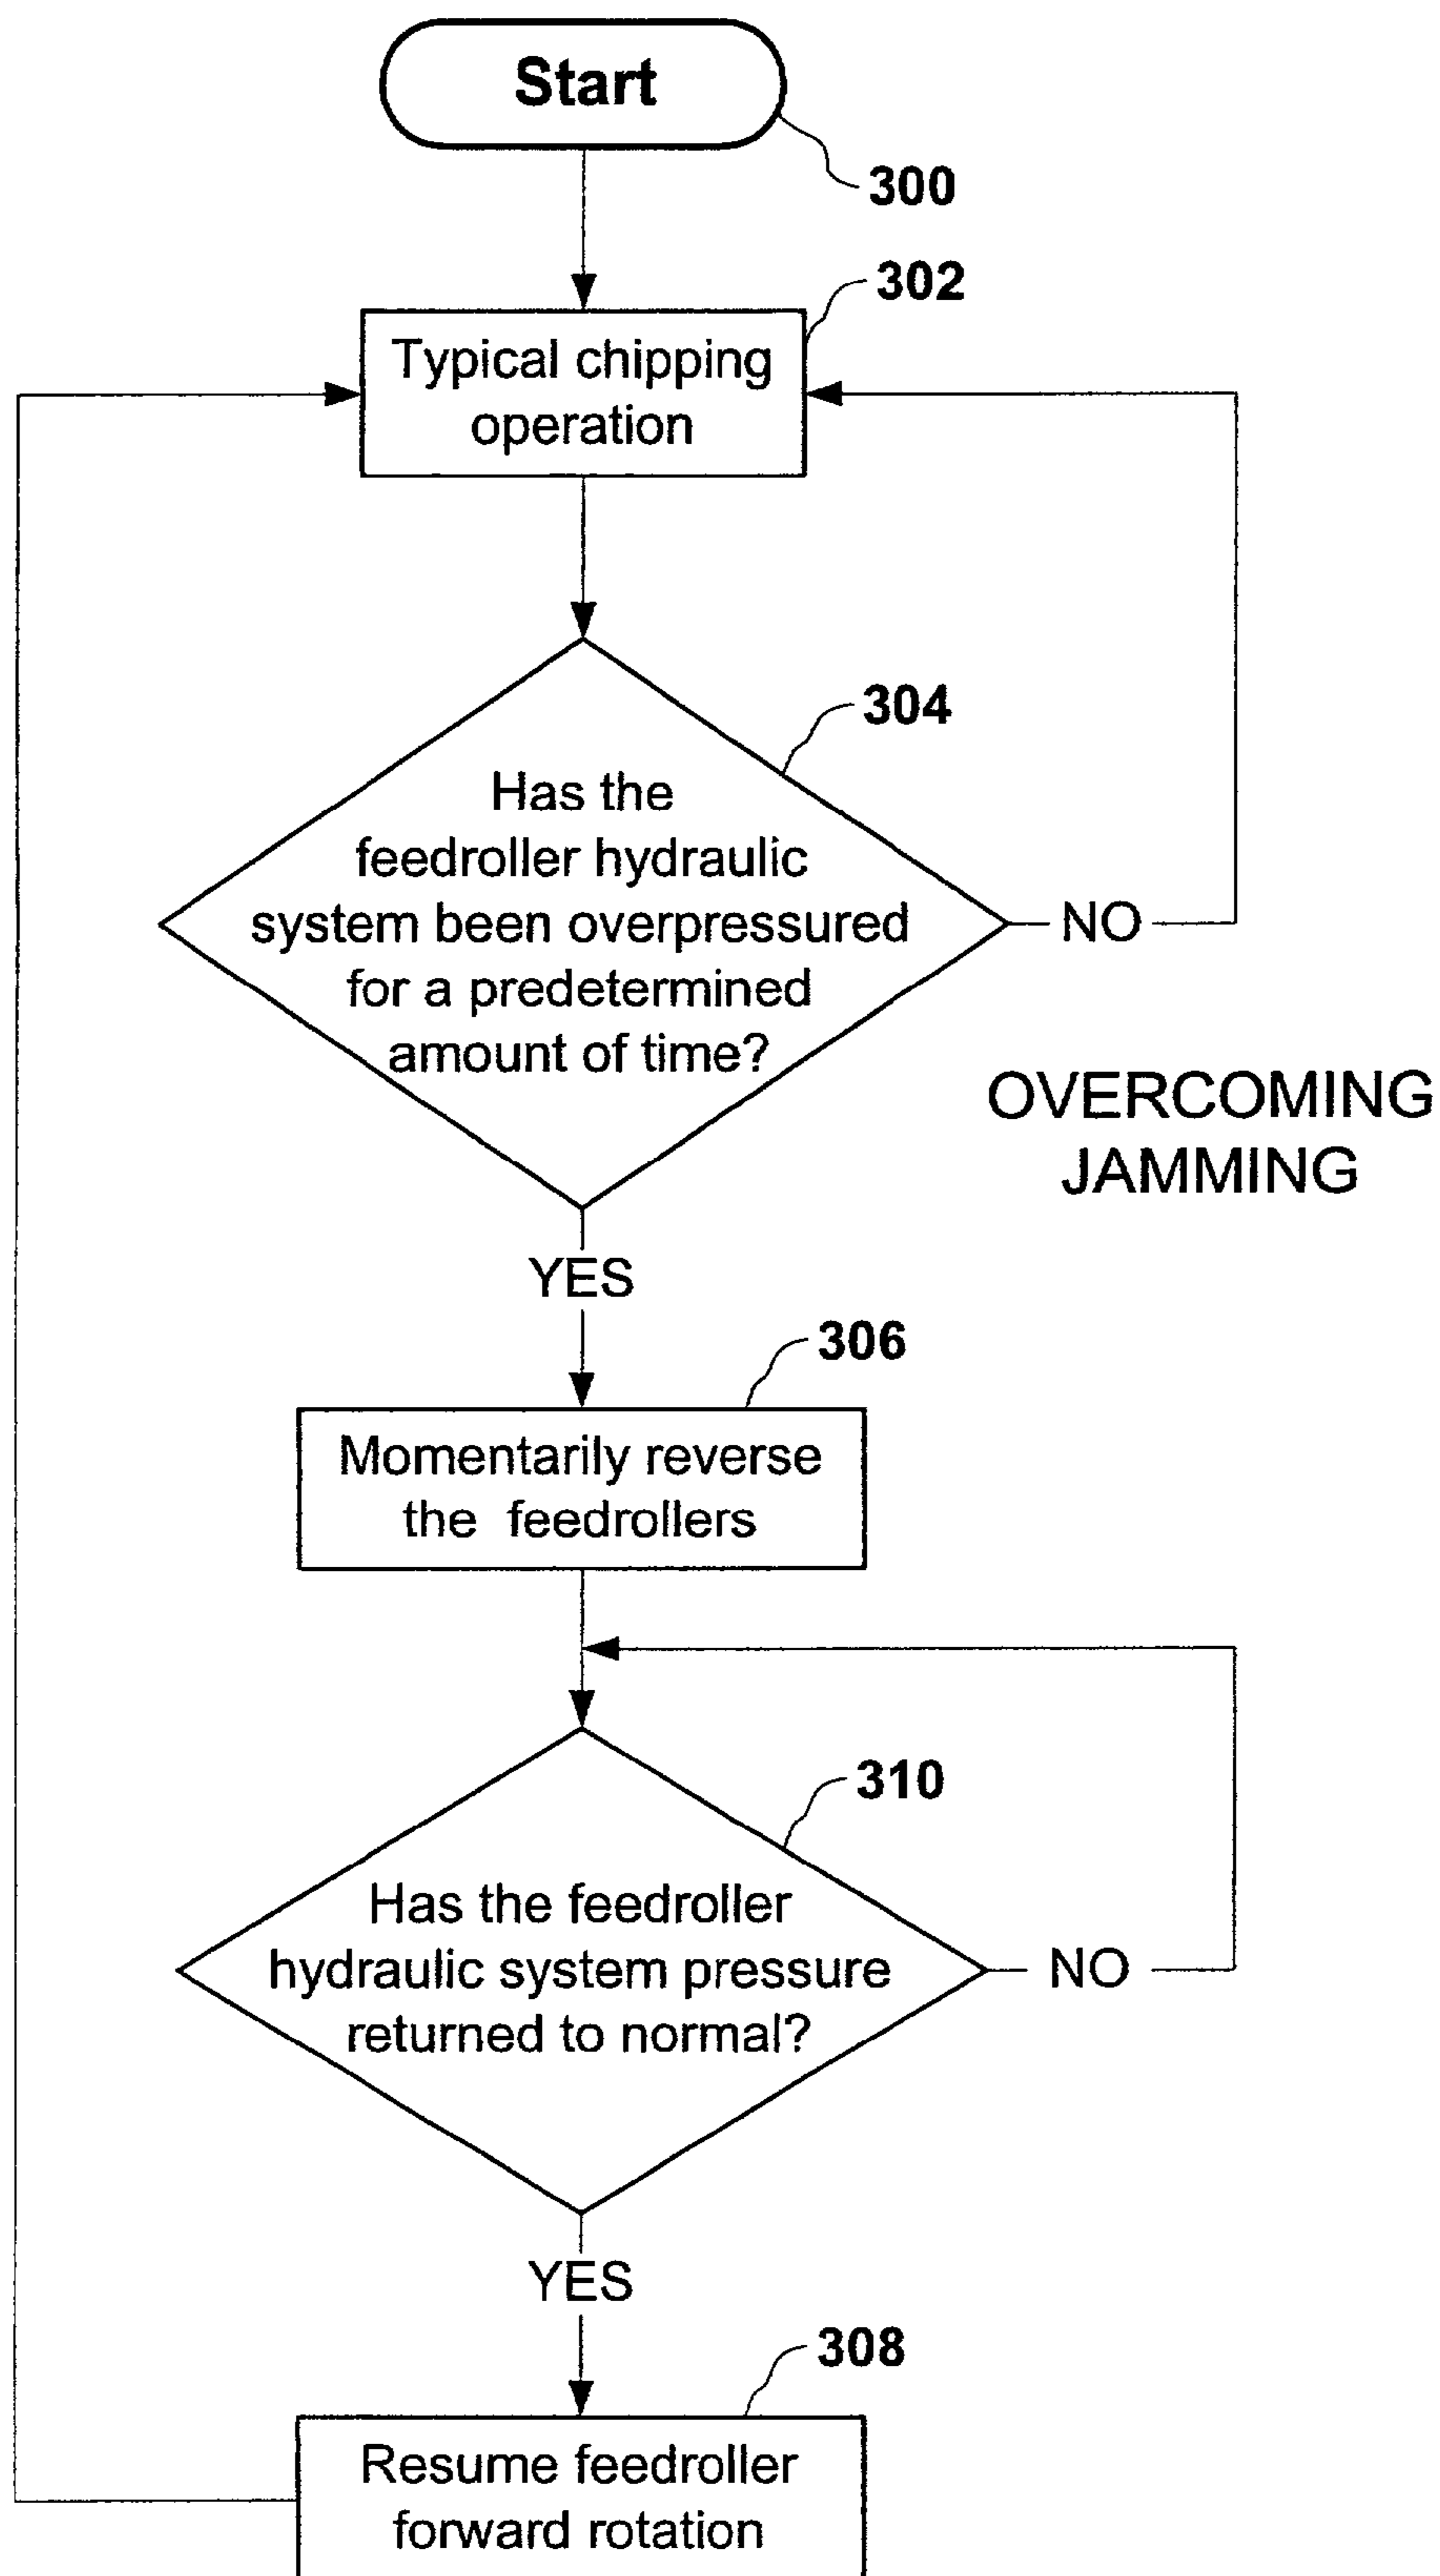 Start
300
302
Typical chipping
operation
304
Has the
feedroller hydraulic
system been overpressured
for a predetermined
amount of time?
NO
OVERCOMING
JAMMING
YES
306
Momentarily reverse
the feedrollers
310
Has the feedroller
hydraulic system pressure
returned to normal?
NO
YES
308
Resume feedroller
forward rotation